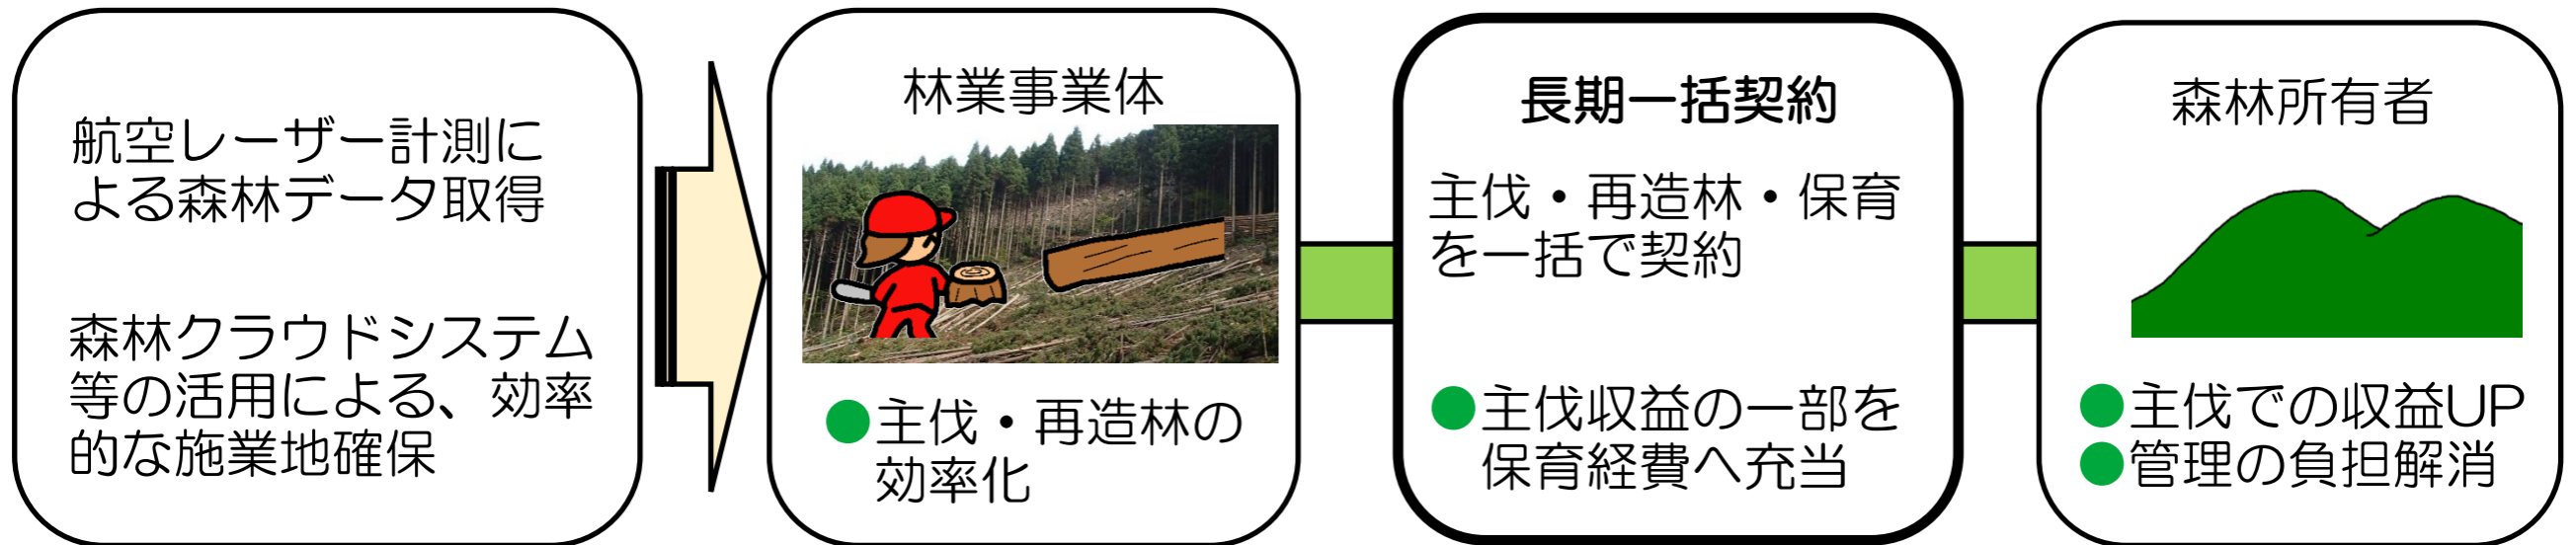 航空レーザー計測に
よる森林データ取得
森林クラウドシステム
等の活用による、効率
的な施業地確保
林業事業体
●主伐・再造林の
効率化
長期一括契約
主伐・再造林・保育
を一括で契約
●主伐収益の一部を
保育経費へ充当
森林所有者
●主伐での収益UP
●管理の負担解消